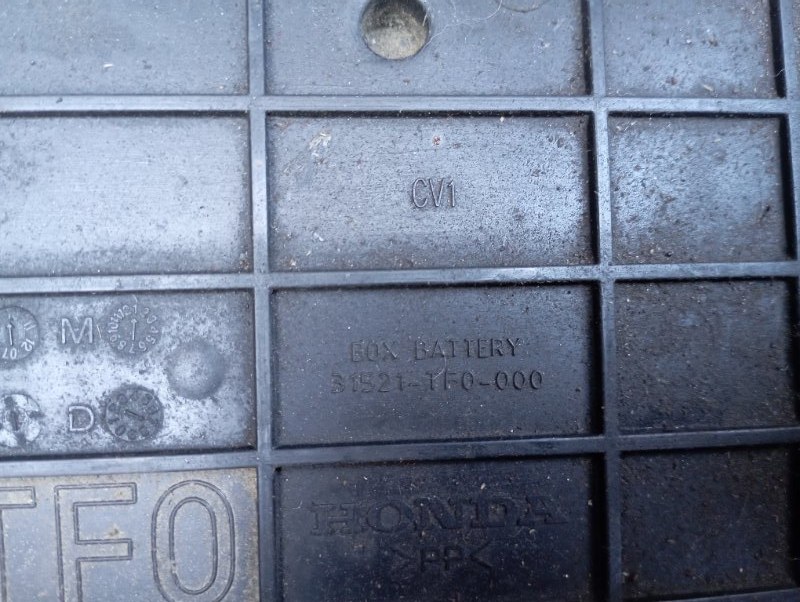 CV1
M
BOX BATTERY
31521-TF0-000
D
TF0
HONDA
>PP<